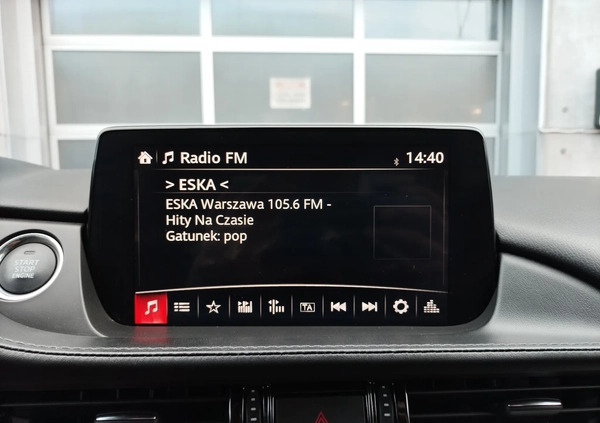 Radio FM 14:40
> ESKA <
ESKA Warszawa 105.6 FM -
Hity Na Czasie
Gatunek: pop
START
STOP
ENGINE
TA